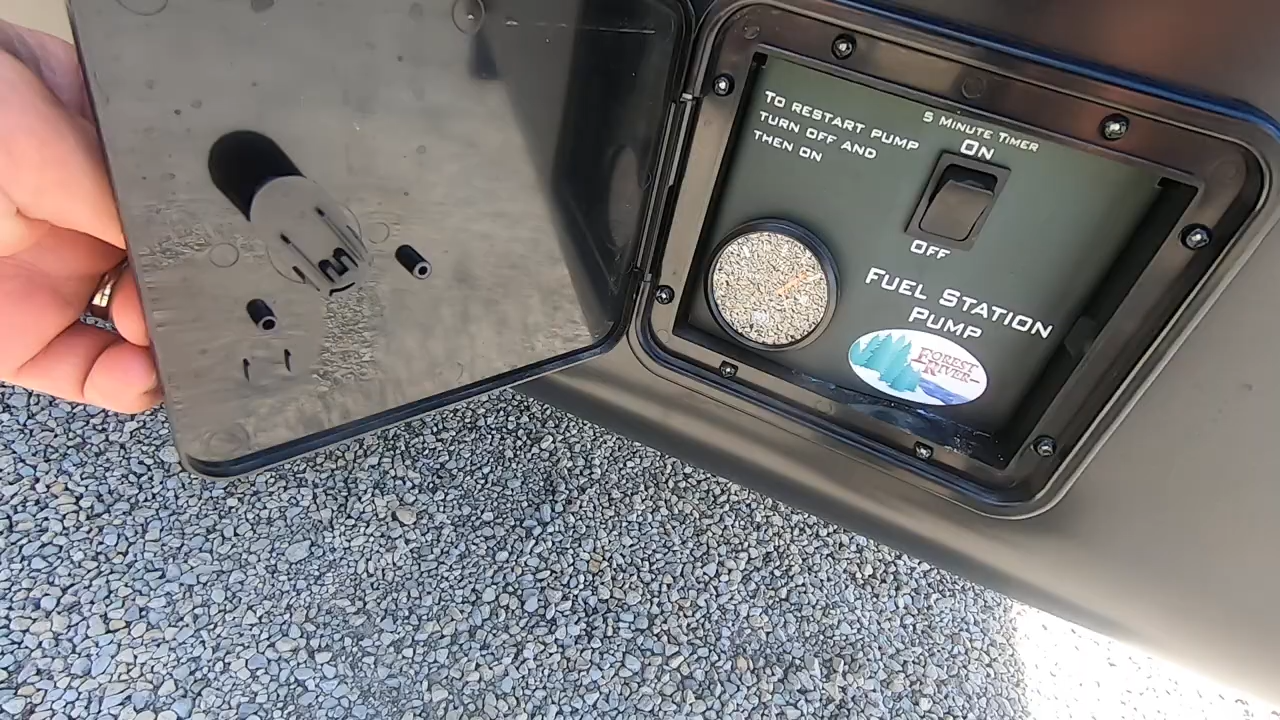 To restart pump
turn off and
then on
5 Minute Timer
On
Off
Fuel Station
Pump
Forest
River